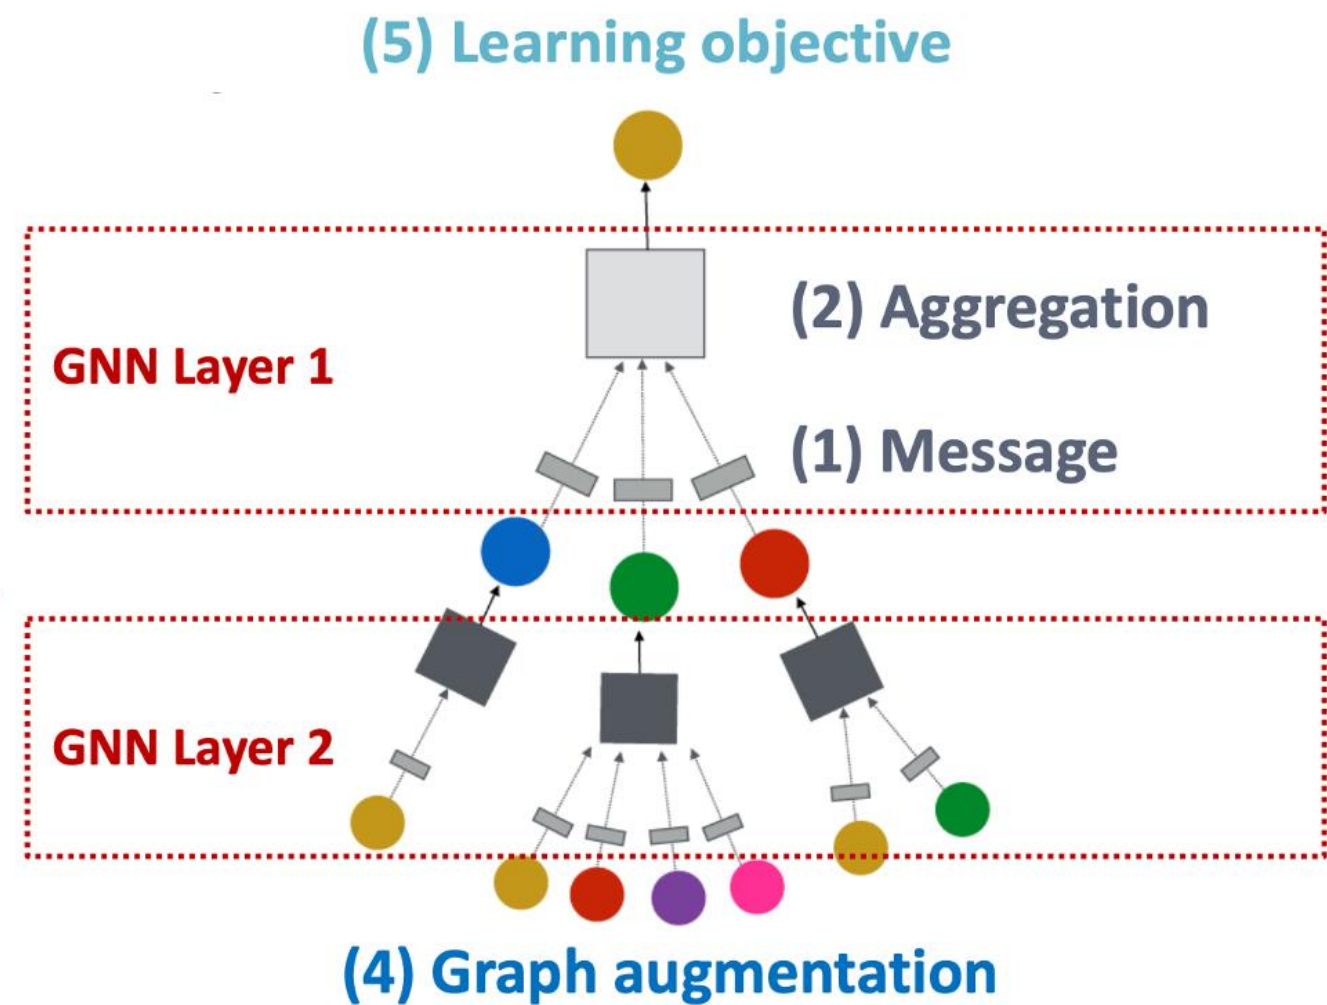 (5) Learning objective
(2) Aggregation
GNN Layer 1
(1) Message
GNN Layer 2
(4) Graph augmentation